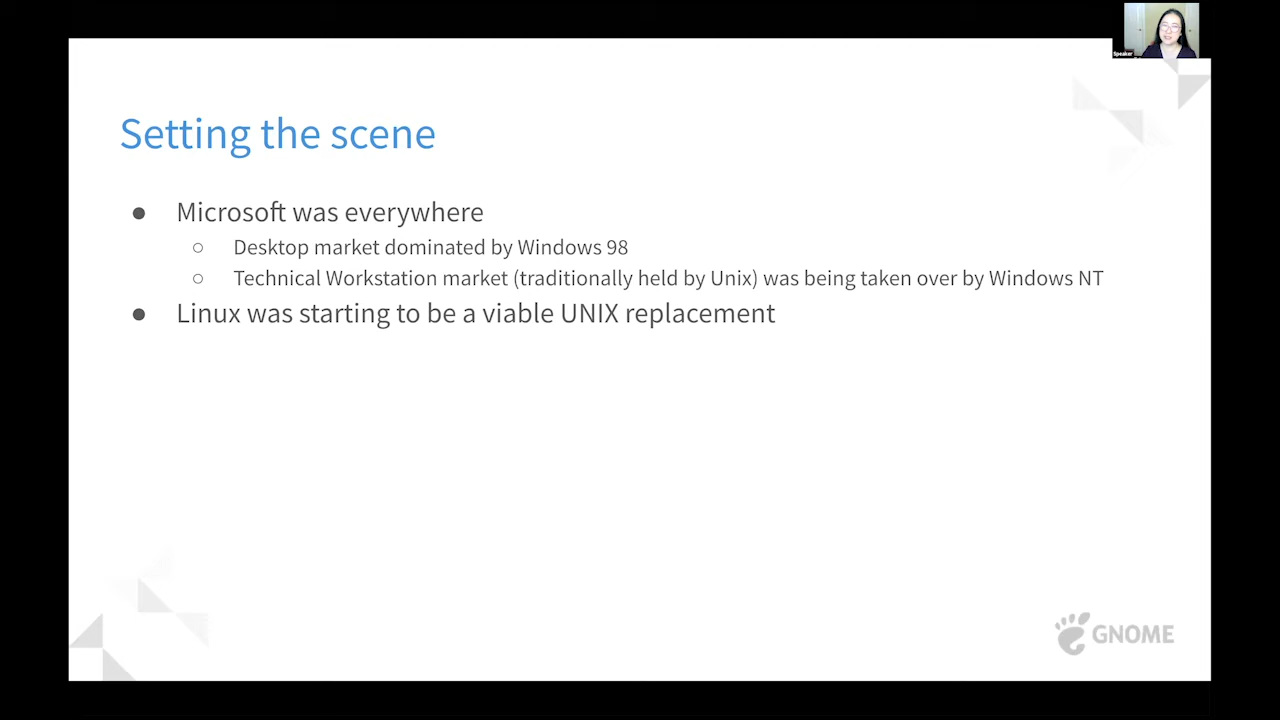 Speaker
Setting the scene
● Microsoft was everywhere
○ Desktop market dominated by Windows 98
○ Technical Workstation market (traditionally held by Unix) was being taken over by Windows NT
● Linux was starting to be a viable UNIX replacement
GNOME